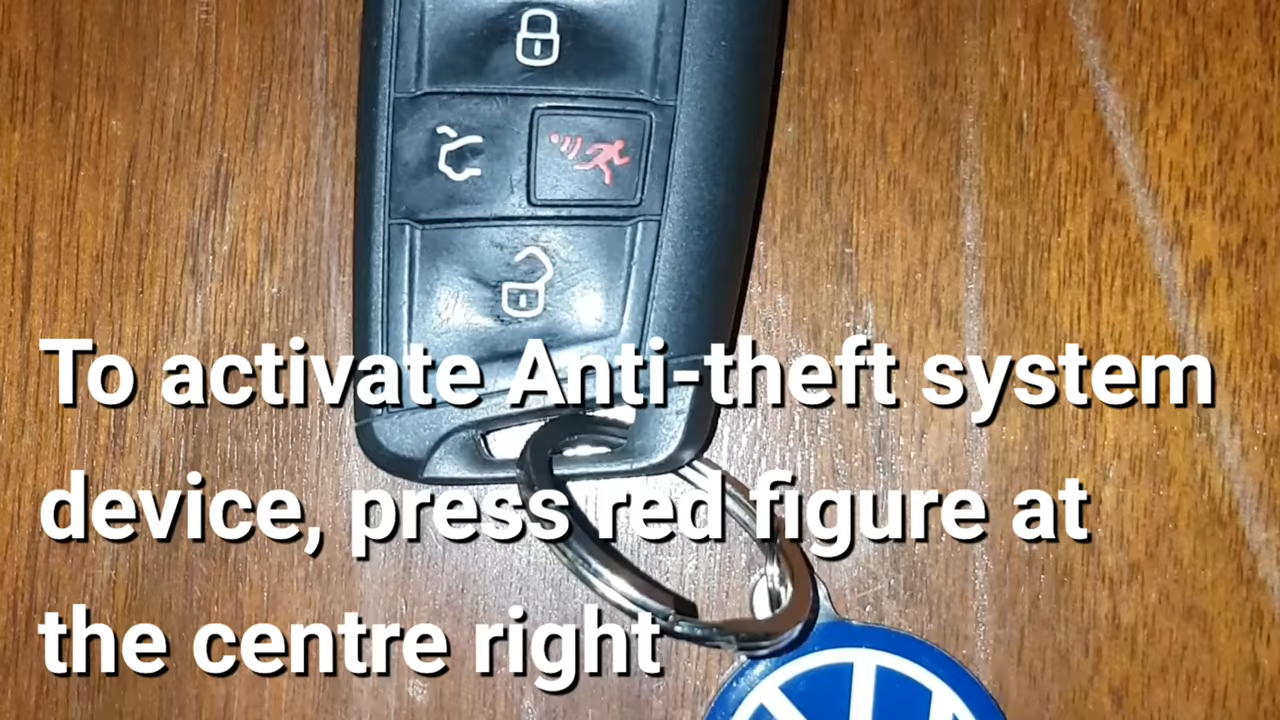 To activate Anti-theft system
device, press red figure at
the centre right